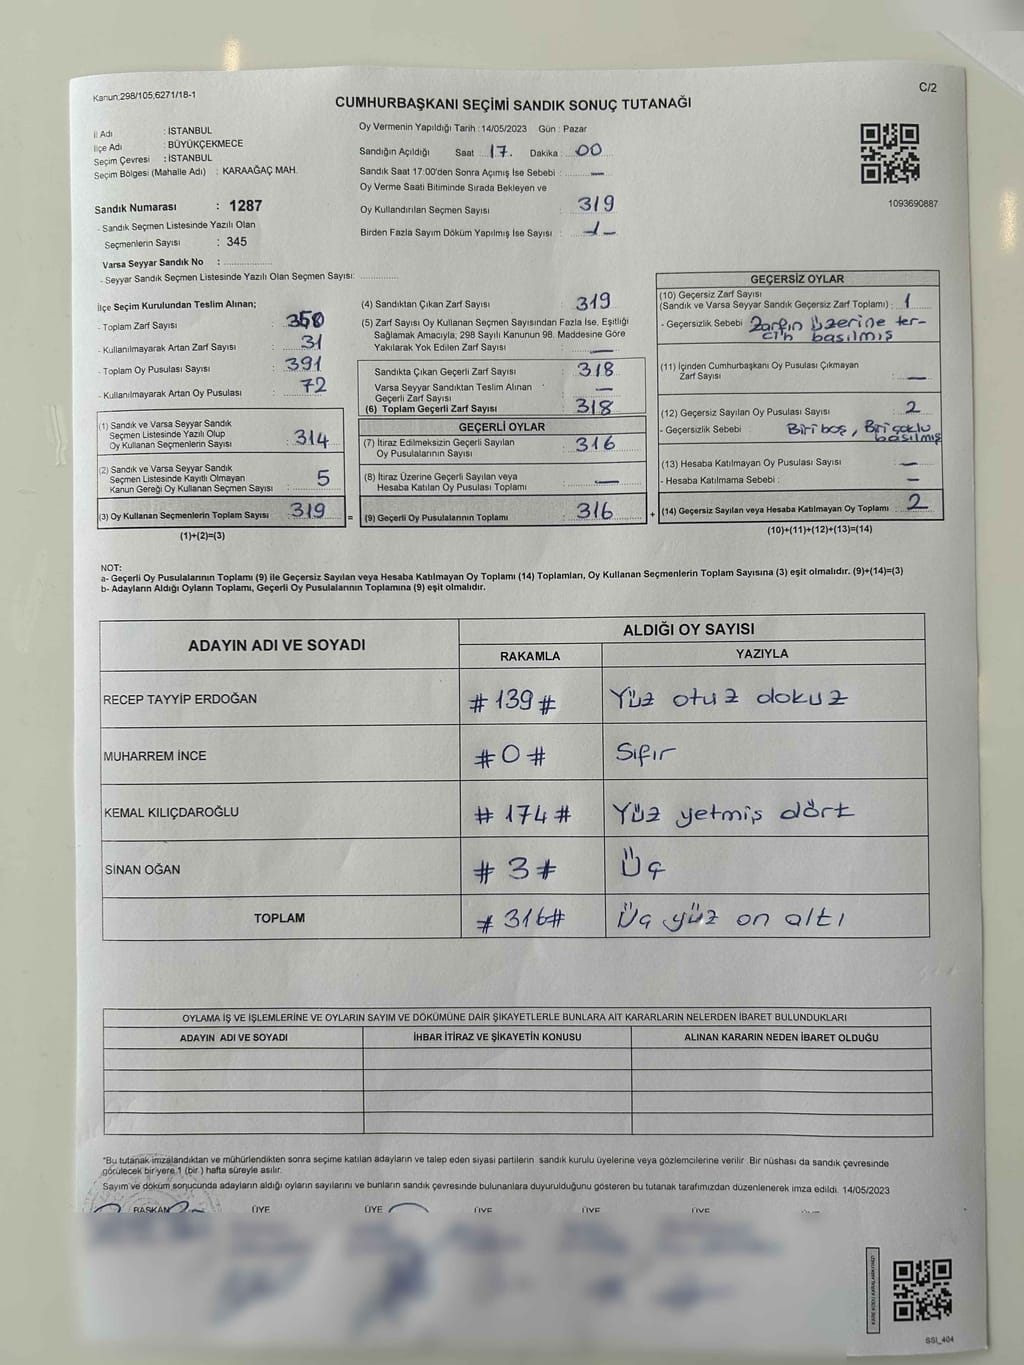 Kanun:298/105,6271/18-1
C/2
CUMHURBAŞKANI SEÇİMİ SANDIK SONUÇ TUTANAĞI
İl Adı : İSTANBUL
İlçe Adı : BÜYÜKÇEKMECE
Seçim Çevresi : İSTANBUL
Seçim Bölgesi (Mahalle Adı) : KARAAĞAÇ MAH.
Sandık Numarası : 1287
- Sandık Seçmen Listesinde Yazılı Olan
Seçmenlerin Sayısı : 345
Varsa Seyyar Sandık No :
- Seyyar Sandık Seçmen Listesinde Yazılı Olan Seçmen Sayısı:
Oy Vermenin Yapıldığı Tarih : 14/05/2023 Gün : Pazar
Sandığın Açıldığı Saat 17. Dakika : 00
Sandık Saat 17:00'den Sonra Açımış İse Sebebi : —
Oy Verme Saati Bitiminde Sırada Bekleyen ve
Oy Kullandırılan Seçmen Sayısı : 319
Birden Fazla Sayım Döküm Yapılmış İse Sayısı : -1-
1093690887
İlçe Seçim Kurulundan Teslim Alınan;
- Toplam Zarf Sayısı : 350
- Kullanılmayarak Artan Zarf Sayısı : 31
- Toplam Oy Pusulası Sayısı : 391
- Kullanılmayarak Artan Oy Pusulası : 72
(1) Sandık ve Varsa Seyyar Sandık
Seçmen Listesinde Yazılı Olup
Oy Kullanan Seçmenlerin Sayısı : 314
(2) Sandık ve Varsa Seyyar Sandık
Seçmen Listesinde Kayıtlı Olmayan
Kanun Gereği Oy Kullanan Seçmen Sayısı : 5
(3) Oy Kullanan Seçmenlerin Toplam Sayısı : 319
(1)+(2)=(3)
=
(4) Sandıktan Çıkan Zarf Sayısı : 319
(5) Zarf Sayısı Oy Kullanan Seçmen Sayısından Fazla İse, Eşitliği
Sağlamak Amacıyla; 298 Sayılı Kanunun 98. Maddesine Göre
Yakılarak Yok Edilen Zarf Sayısı : —
Sandıkta Çıkan Geçerli Zarf Sayısı : 318
Varsa Seyyar Sandıktan Teslim Alınan
Geçerli Zarf Sayısı : —
(6) Toplam Geçerli Zarf Sayısı : 318
GEÇERLİ OYLAR
(7) İtiraz Edilmeksizin Geçerli Sayılan
Oy Pusulalarının Sayısı : 316
(8) İtiraz Üzerine Geçerli Sayılan veya
Hesaba Katılan Oy Pusulası Toplamı : —
(9) Geçerli Oy Pusulalarının Toplamı : 316
+
GEÇERSİZ OYLAR
(10) Geçersiz Zarf Sayısı
(Sandık ve Varsa Seyyar Sandık Geçersiz Zarf Toplamı) : 1
- Geçersizlik Sebebi : Zarfın üzerine ter-
cih basılmış
(11) İçinden Cumhurbaşkanı Oy Pusulası Çıkmayan
Zarf Sayısı : —
(12) Geçersiz Sayılan Oy Pusulası Sayısı : 2
- Geçersizlik Sebebi : Biri boş, Biri çoklu
basılmış
(13) Hesaba Katılmayan Oy Pusulası Sayısı : —
- Hesaba Katılmama Sebebi : —
(14) Geçersiz Sayılan veya Hesaba Katılmayan Oy Toplamı : 2
(10)+(11)+(12)+(13)=(14)
NOT:
a- Geçerli Oy Pusulalarının Toplamı (9) ile Geçersiz Sayılan veya Hesaba Katılmayan Oy Toplamı (14) Toplamları, Oy Kullanan Seçmenlerin Toplam Sayısına (3) eşit olmalıdır. (9)+(14)=(3)
b- Adayların Aldığı Oyların Toplamı, Geçerli Oy Pusulalarının Toplamına (9) eşit olmalıdır.
ADAYIN ADI VE SOYADI
ALDIĞI OY SAYISI
RAKAMLA YAZIYLA
RECEP TAYYİP ERDOĞAN # 139 # Yüz otuz dokuz
MUHARREM İNCE # 0 # Sıfır
KEMAL KILIÇDAROĞLU # 174 # Yüz yetmiş dört
SİNAN OĞAN # 3 # Üç
TOPLAM # 316# Üç yüz on altı
OYLAMA İŞ VE İŞLEMLERİNE VE OYLARIN SAYIM VE DÖKÜMÜNE DAİR ŞİKAYETLERLE BUNLARA AİT KARARLARIN NELERDEN İBARET BULUNDUKLARI
ADAYIN ADI VE SOYADI İHBAR İTİRAZ VE ŞİKAYETİN KONUSU ALINAN KARARIN NEDEN İBARET OLDUĞU
"Bu tutanak imzalandıktan ve mühürlendikten sonra seçime katılan adayların ve talep eden siyasi partilerin sandık kurulu üyelerine veya gözlemcilerine verilir. Bir nüshası da sandık çevresinde
görülecek bir yere 1 (bir ) hafta süreyle asılır.
Sayım ve döküm sonucunda adayların aldığı oyların sayılarını ve bunların sandık çevresinde bulunanlara duyurulduğunu gösteren bu tutanak tarafımızdan düzenlenerek imza edildi. 14/05/2023
BAŞKAN ÜYE ÜYE ÜYE ÜYE ÜYE ÜYE
SSI_404